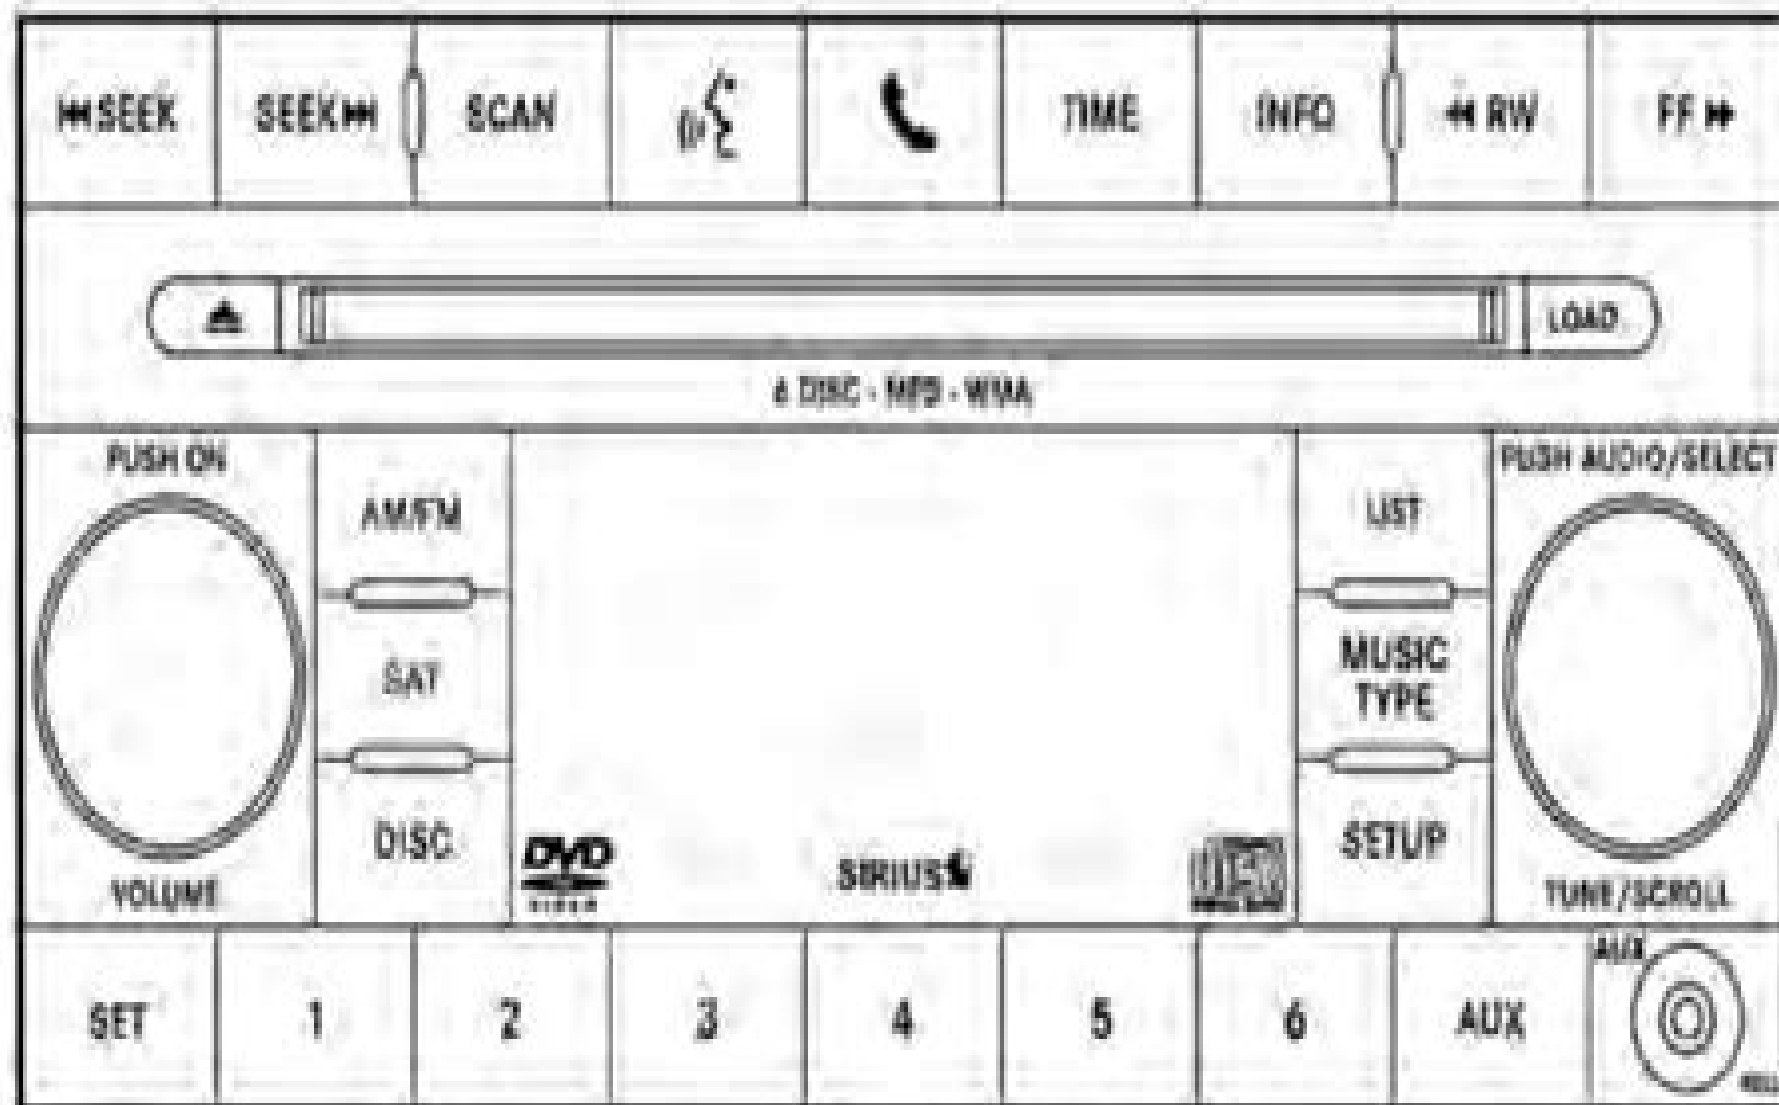 SEEK
SEEK
SCAN
TIME
INFO
RW
FF
LOAD
6 DISC - MP3 - WMA
PUSH ON
VOLUME
AM/FM
SAT
DISC
DVD
VIDEO
SIRIUS
LIST
MUSIC
TYPE
SETUP
PUSH AUDIO/SELECT
TUNE/SCROLL
SET
1
2
3
4
5
6
AUX
AUX